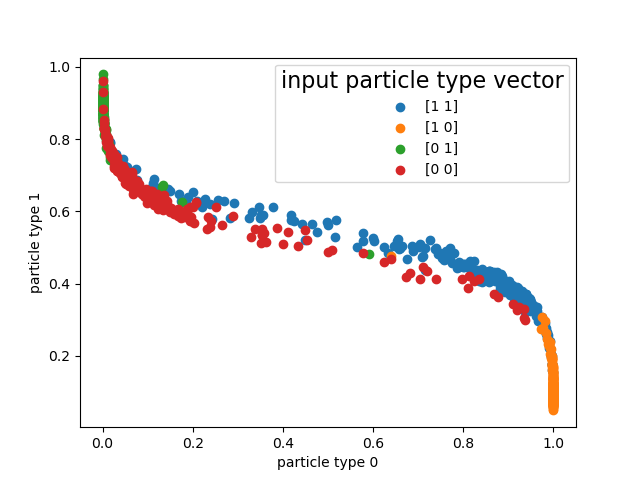 input particle type vector
[1 1]
[1 0]
[0 1]
[0 0]
1.0
0.8
0.6
0.4
0.2
particle type 1
0.0 0.2 0.4 0.6 0.8 1.0
particle type 0